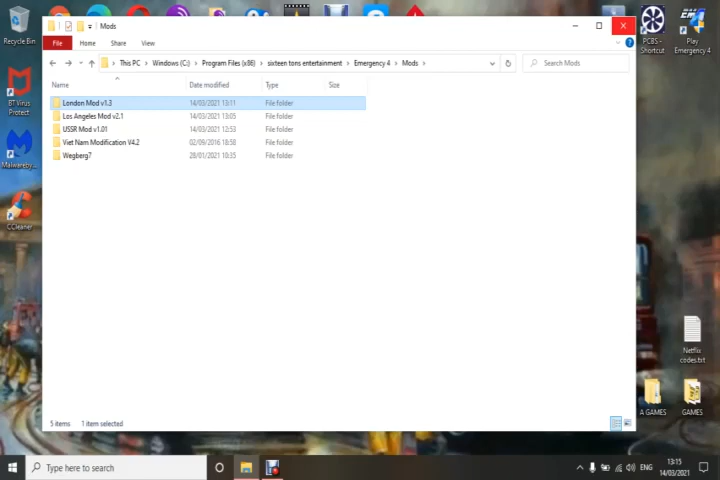 Recycle Bin
BT Virus
Protect
Malwareby...
CCleaner
Mods
File
Home
Share
View
This PC > Windows (C:) > Program Files (x86) > sixteen tons entertainment > Emergency 4 > Mods >
Search Mods
Name
Date modified
Type
Size
London Mod v1.3 14/03/2021 13:11 File folder
Los Angeles Mod v2.1 14/03/2021 13:05 File folder
USSR Mod v1.01 14/03/2021 12:53 File folder
Viet Nam Modification V4.2 02/09/2016 18:58 File folder
Wegberg7 28/01/2021 10:35 File folder
5 items 1 item selected
PCBS -
Shortcut
Play
Emergency 4
Netflix
codes.txt
A GAMES
GAMES
Type here to search
ENG
13:15
14/03/2021